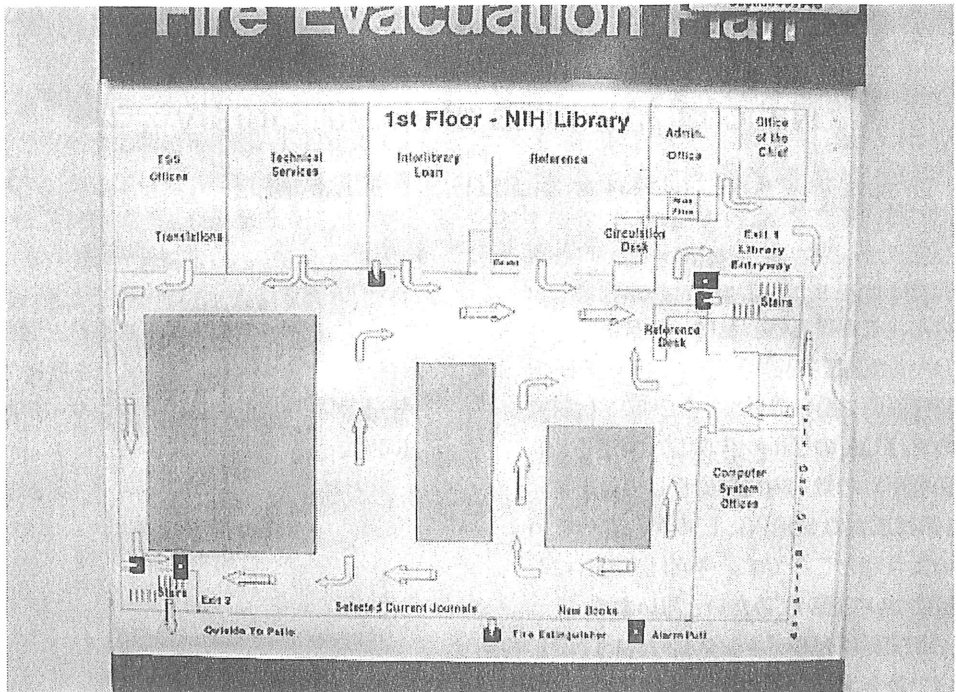 Fire Evacuation Plan
1st Floor - NIH Library
TSS
Offices
Technical
Services
Interlibrary
Loan
Reference
Admin.
Office
Office
of the
Chief
Translations
Circulation
Desk
Exit 1
Library
Entryway
Stairs
Reference
Desk
Computer
System
Offices
Stairs
Exit 2
Outside To Patio
Selected Current Journals
New Books
Fire Extinguisher
Alarm Pull